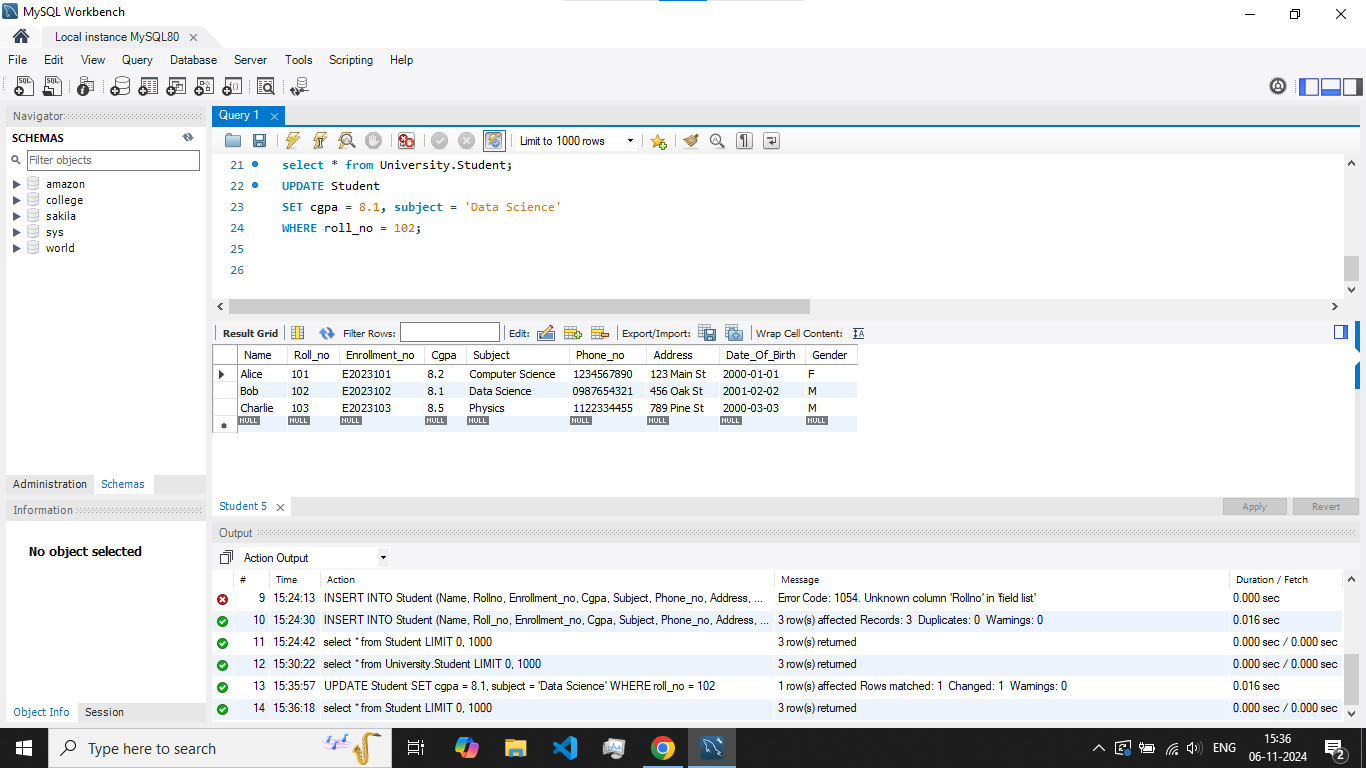 MySQL Workbench
Local instance MySQL80
File Edit View Query Database Server Tools Scripting Help
Navigator
SCHEMAS
Filter objects
amazon
college
sakila
sys
world
Administration Schemas
Information
No object selected
Object Info Session
Query 1
Limit to 1000 rows
21 select * from University.Student;
22 UPDATE Student
23 SET cgpa = 8.1, subject = 'Data Science'
24 WHERE roll_no = 102;
25
26
Result Grid Filter Rows: Edit: Export/Import: Wrap Cell Content:
Name Roll_no Enrollment_no Cgpa Subject Phone_no Address Date_Of_Birth Gender
Alice 101 E2023101 8.2 Computer Science 1234567890 123 Main St 2000-01-01 F
Bob 102 E2023102 8.1 Data Science 0987654321 456 Oak St 2001-02-02 M
Charlie 103 E2023103 8.5 Physics 1122334455 789 Pine St 2000-03-03 M
NULL NULL NULL NULL NULL NULL NULL NULL NULL
Student 5 Apply Revert
Output
Action Output
# Time Action Message Duration / Fetch
9 15:24:13 INSERT INTO Student (Name, Rollno, Enrollment_no, Cgpa, Subject, Phone_no, Address, ... Error Code: 1054. Unknown column 'Rollno' in 'field list' 0.000 sec
10 15:24:30 INSERT INTO Student (Name, Roll_no, Enrollment_no, Cgpa, Subject, Phone_no, Address, ... 3 row(s) affected Records: 3 Duplicates: 0 Warnings: 0 0.016 sec
11 15:24:42 select * from Student LIMIT 0, 1000 3 row(s) returned 0.000 sec / 0.000 sec
12 15:30:22 select * from University.Student LIMIT 0, 1000 3 row(s) returned 0.000 sec / 0.000 sec
13 15:35:57 UPDATE Student SET cgpa = 8.1, subject = 'Data Science' WHERE roll_no = 102 1 row(s) affected Rows matched: 1 Changed: 1 Warnings: 0 0.016 sec
14 15:36:18 select * from Student LIMIT 0, 1000 3 row(s) returned 0.000 sec / 0.000 sec
Type here to search
ENG
15:36
06-11-2024
2